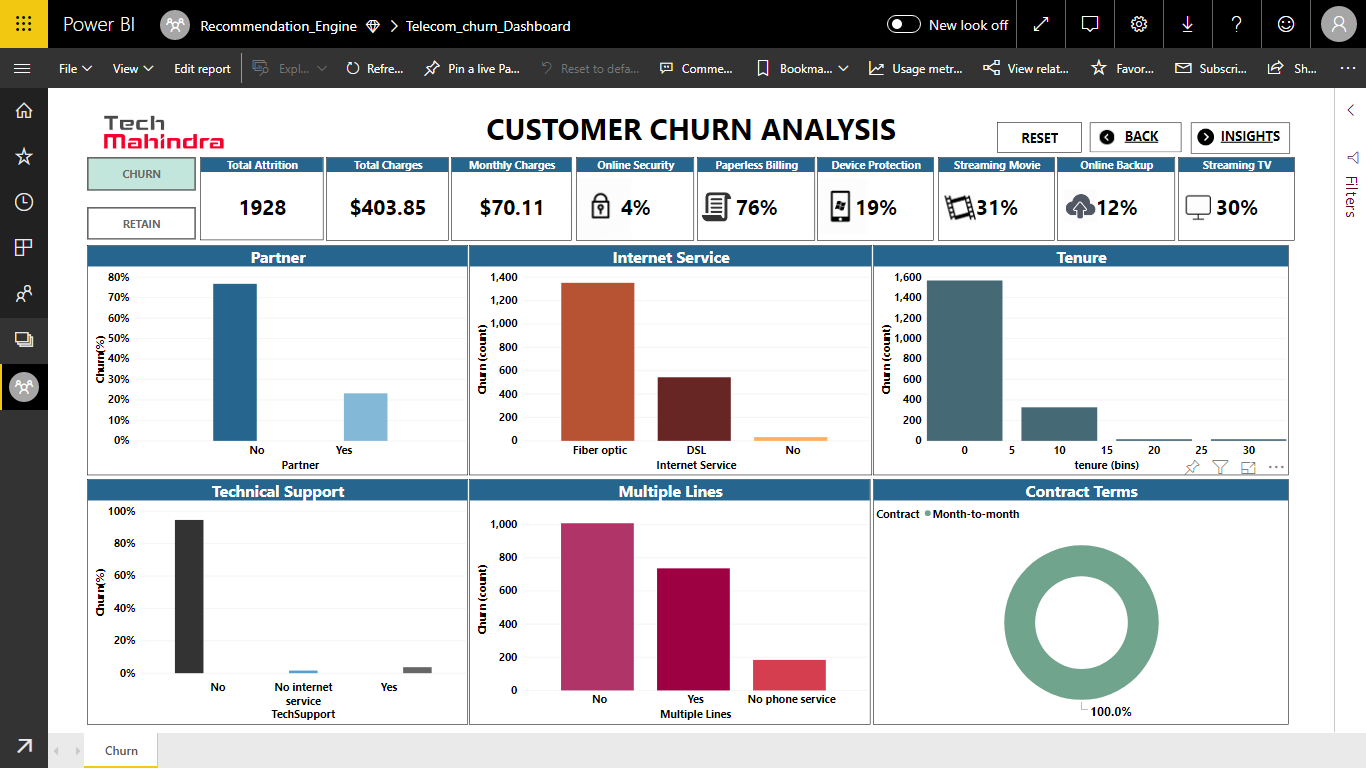 Power BI Recommendation_Engine Telecom_churn_Dashboard New look off
File View Edit report Expl... Refre... Pin a live Pa... Reset to defa... Comme... Bookma... Usage metr... View relat... Favor... Subscri... Sh...
Tech
Mahindra
CUSTOMER CHURN ANALYSIS
RESET BACK INSIGHTS
CHURN
RETAIN
Total Attrition Total Charges Monthly Charges Online Security Paperless Billing Device Protection Streaming Movie Online Backup Streaming TV
1928 $403.85 $70.11 4% 76% 19% 31% 12% 30%
Filters
Partner
80%
70%
60%
50%
40%
30%
20%
10%
0%
Churn(%)
No Yes
Partner
Internet Service
1,400
1,200
1,000
800
600
400
200
0
Churn (count)
Fiber optic DSL No
Internet Service
Tenure
1,600
1,400
1,200
1,000
800
600
400
200
0
Churn (count)
0 5 10 15 20 25 30
tenure (bins)
Technical Support
100%
80%
60%
40%
20%
0%
Churn(%)
No No internet Yes
service
TechSupport
Multiple Lines
1,000
800
600
400
200
0
Churn (count)
No Yes No phone service
Multiple Lines
Contract Terms
Contract Month-to-month
100.0%
Churn